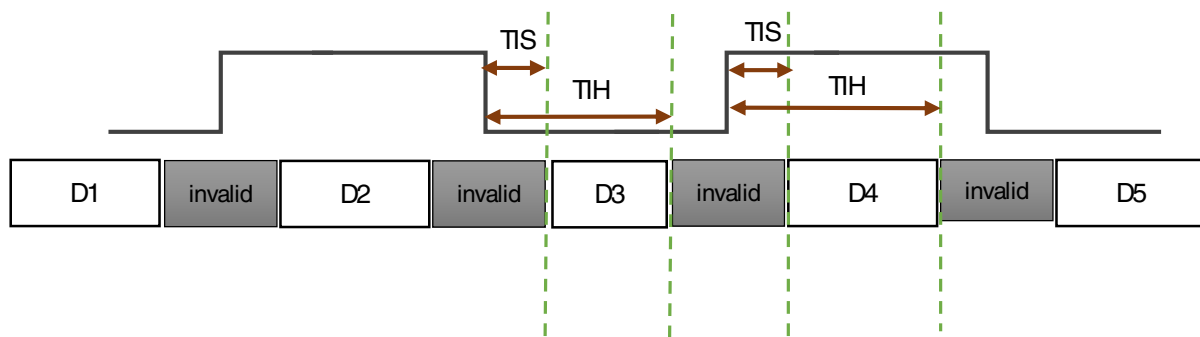 TIS
TIS
TIH
TIH
D1 invalid D2 invalid D3 invalid D4 invalid D5